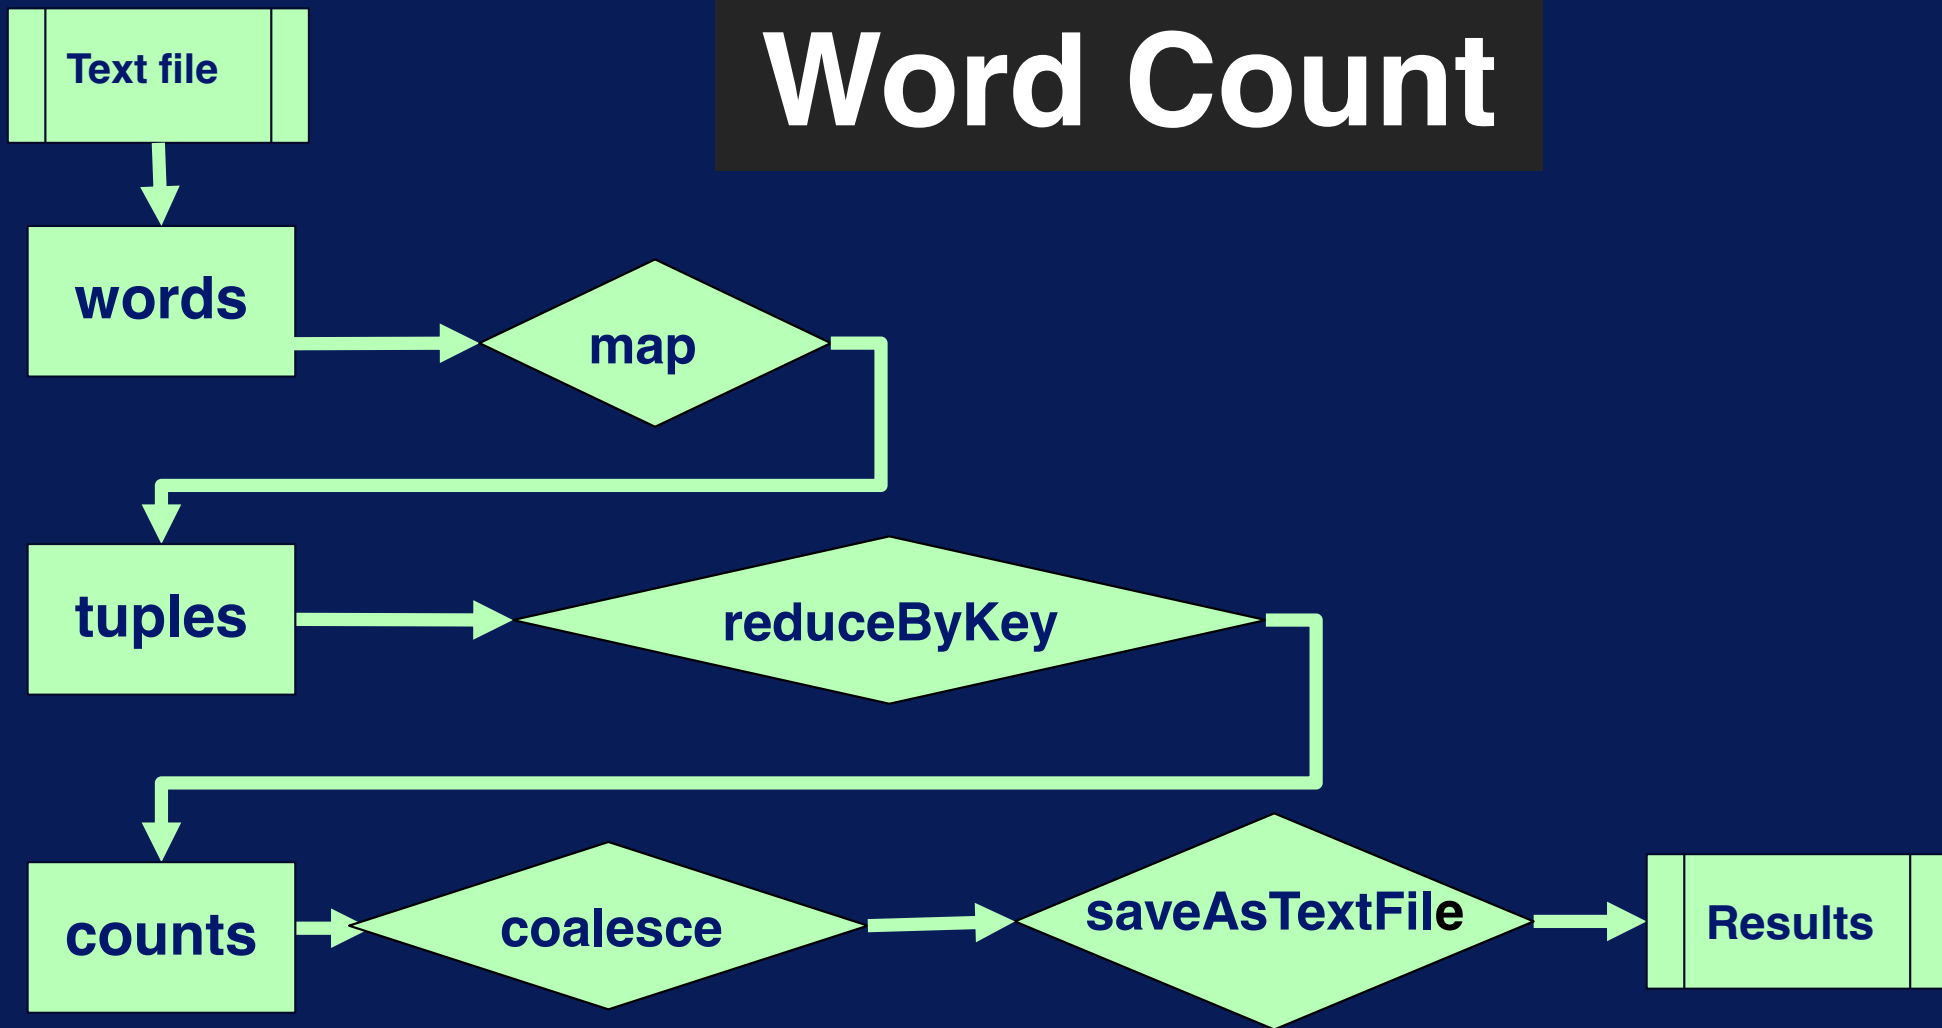 Word Count
Text file
words
map
tuples
reduceByKey
counts
coalesce
saveAsTextFile
Results